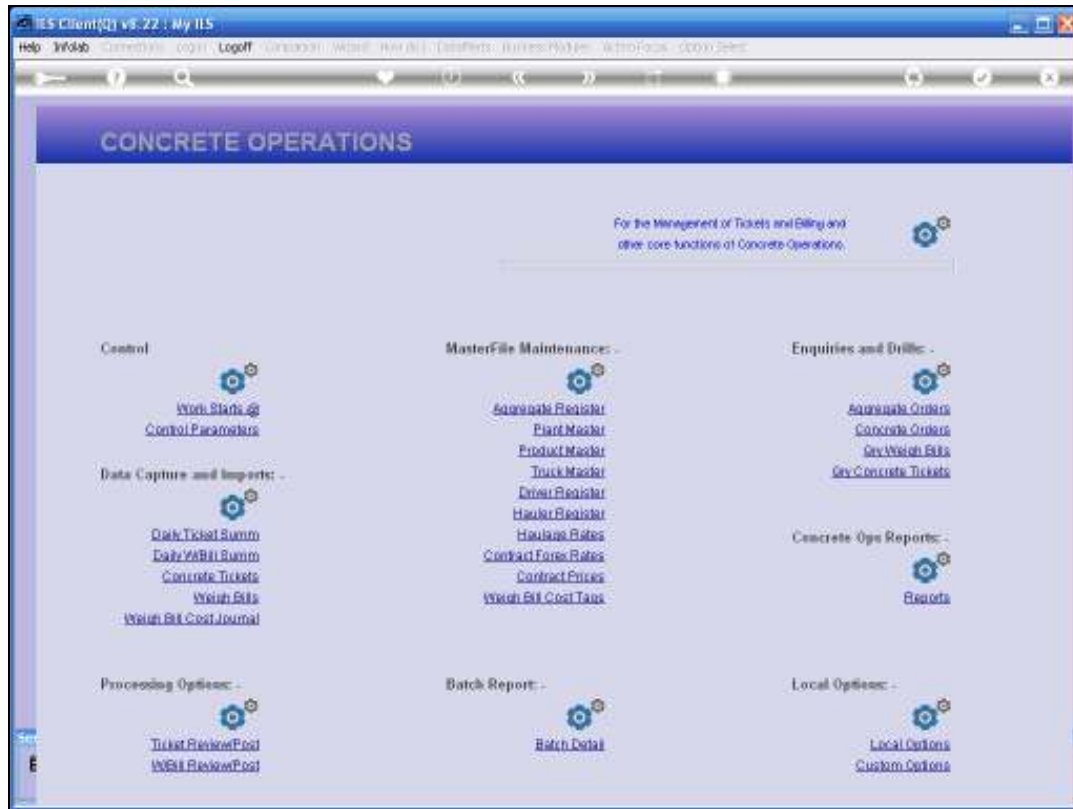 IES Client(Q) v8.22 : My IES
Help Infolab Logoff
CONCRETE OPERATIONS
For the Management of Tickets and Billing and
other core functions of Concrete Operations.
Control
Work Starts @
Control Parameters
Data Capture and Imports: -
Daily Ticket Summ
Daily WBill Summ
Concrete Tickets
Weigh Bills
Weigh Bill Cost Journal
Processing Options: -
Ticket Review/Post
WBill Review/Post
MasterFile Maintenance: -
Aggregate Register
Plant Master
Product Master
Truck Master
Driver Register
Hauler Register
Haulage Rates
Contract Forex Rates
Contract Prices
Weigh Bill Cost Tags
Batch Report: -
Batch Detail
Enquiries and Drills: -
Aggregate Orders
Concrete Orders
Qry Weigh Bills
Qry Concrete Tickets
Concrete Ops Reports: -
Reports
Local Options: -
Local Options
Custom Options